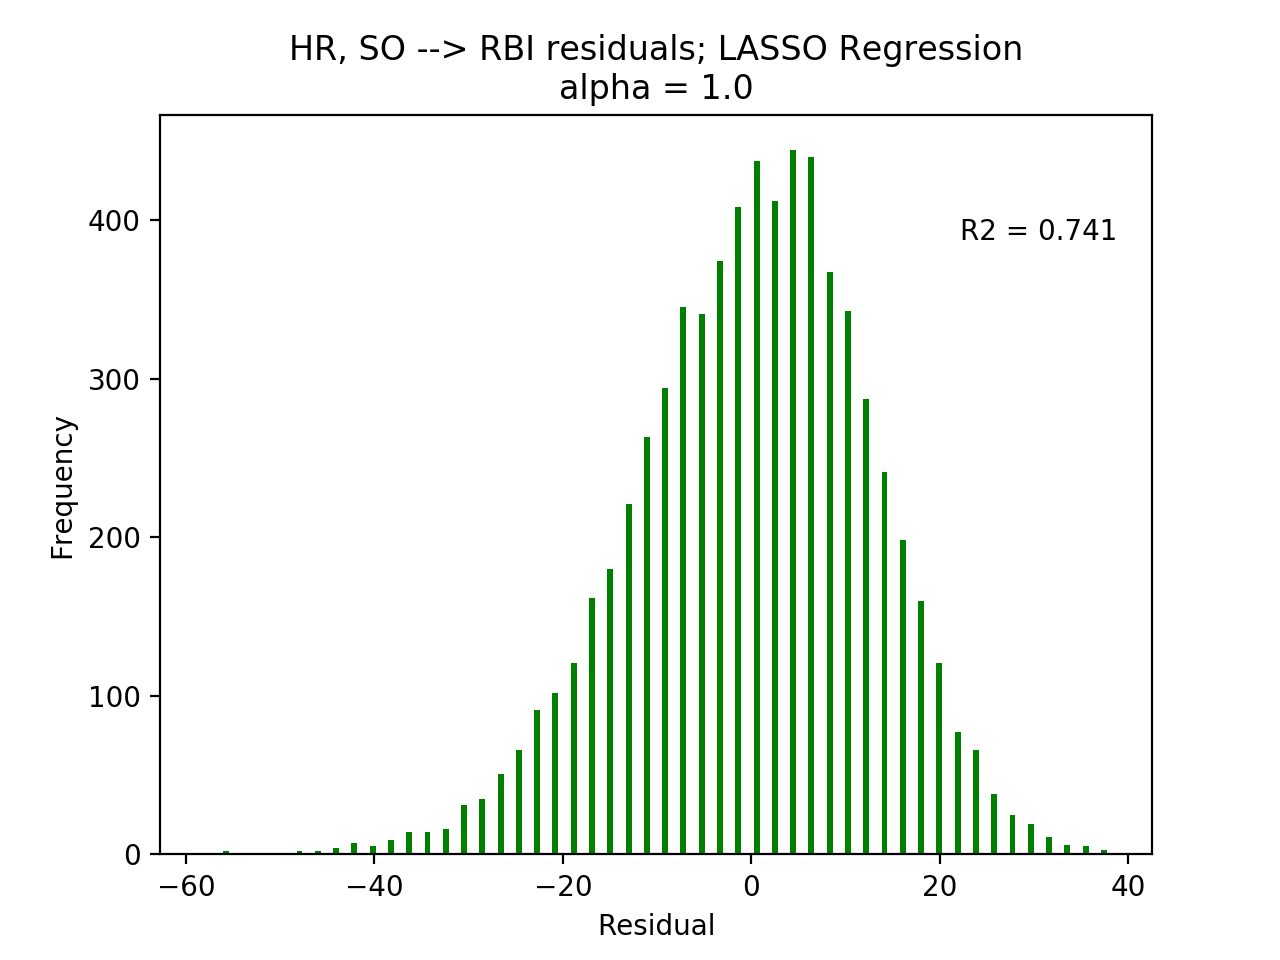 HR, SO --> RBI residuals; LASSO Regression
alpha = 1.0
R2 = 0.741
400
300
200
100
0
Frequency
−60
−40
−20
0
20
40
Residual